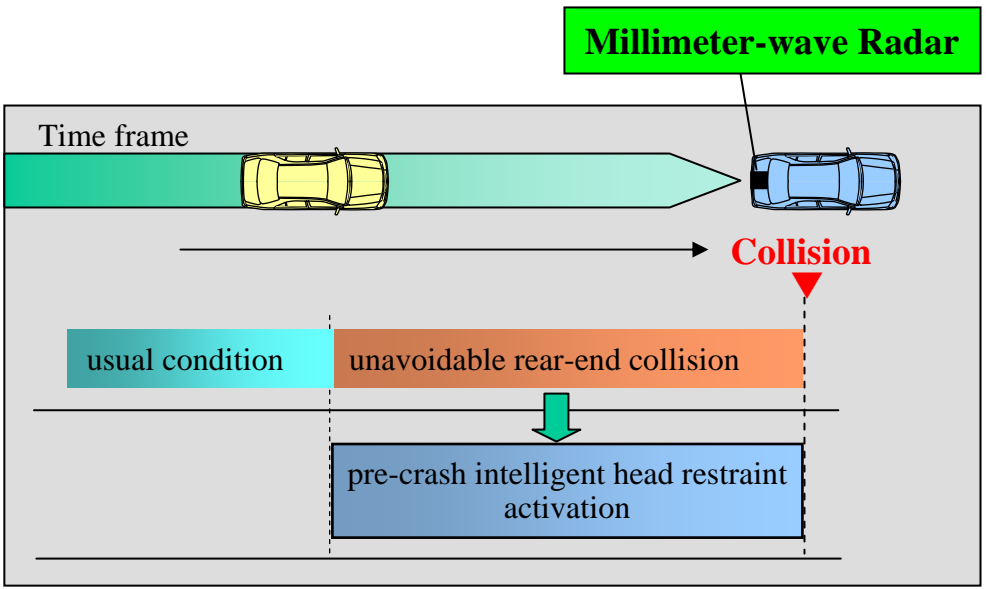 Millimeter-wave Radar
Time frame
Collision
usual condition
unavoidable rear-end collision
pre-crash intelligent head restraint
activation